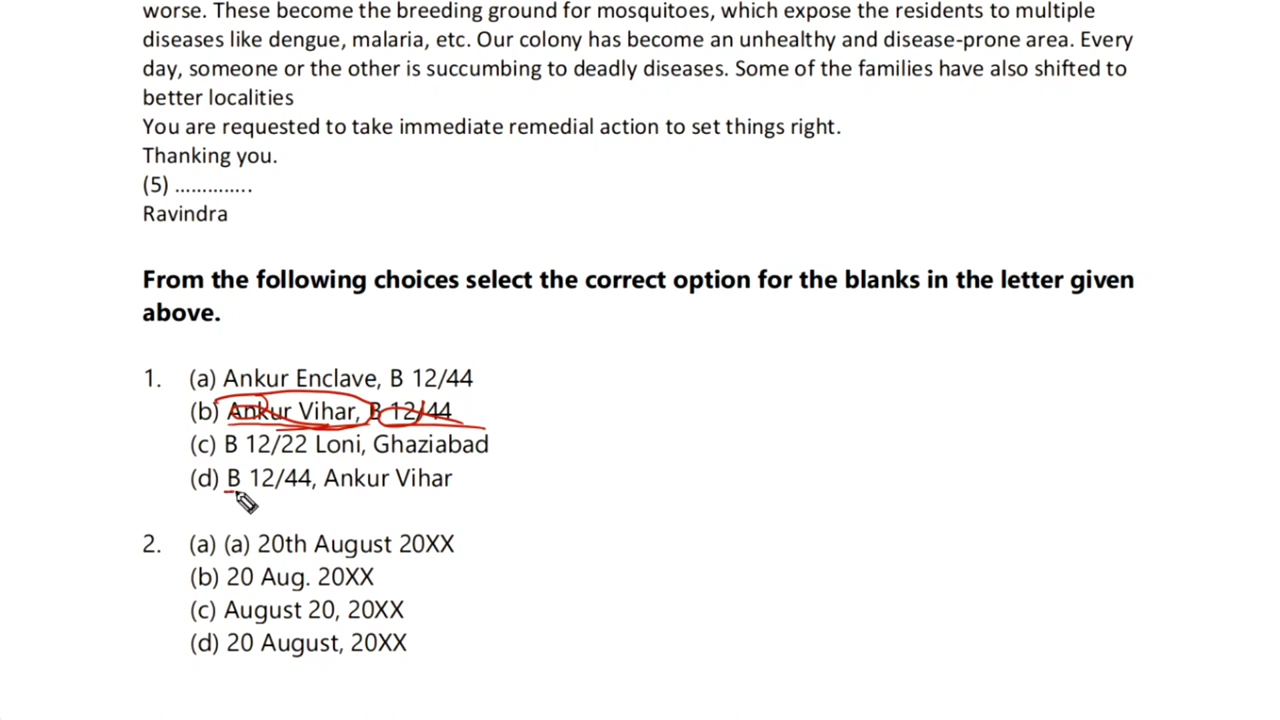 worse. These become the breeding ground for mosquitoes, which expose the residents to multiple
diseases like dengue, malaria, etc. Our colony has become an unhealthy and disease-prone area. Every
day, someone or the other is succumbing to deadly diseases. Some of the families have also shifted to
better localities
You are requested to take immediate remedial action to set things right.
Thanking you.
(5) ..............
Ravindra
From the following choices select the correct option for the blanks in the letter given
above.
1. (a) Ankur Enclave, B 12/44
(b) Ankur Vihar, B 12/44
(c) B 12/22 Loni, Ghaziabad
(d) B 12/44, Ankur Vihar
2. (a) (a) 20th August 20XX
(b) 20 Aug. 20XX
(c) August 20, 20XX
(d) 20 August, 20XX